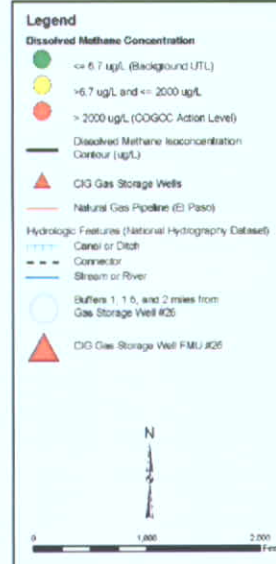 Legend
Dissolved Methane Concentration
<= 6.7 ug/L (Background UTL)
>6.7 ug/L and <= 2000 ug/L
> 2000 ug/L (COGCC Action Level)
Dissolved Methane Isoconcentration
Contour (ug/L)
CIG Gas Storage Wells
Natural Gas Pipeline (El Paso)
Hydrologic Features (National Hydrography Dataset)
Canal or Ditch
Connector
Stream or River
Buffers 1, 1.5, and 2 miles from
Gas Storage Well #26
CIG Gas Storage Well FMU #26
N
0 1,000 2,000
Feet